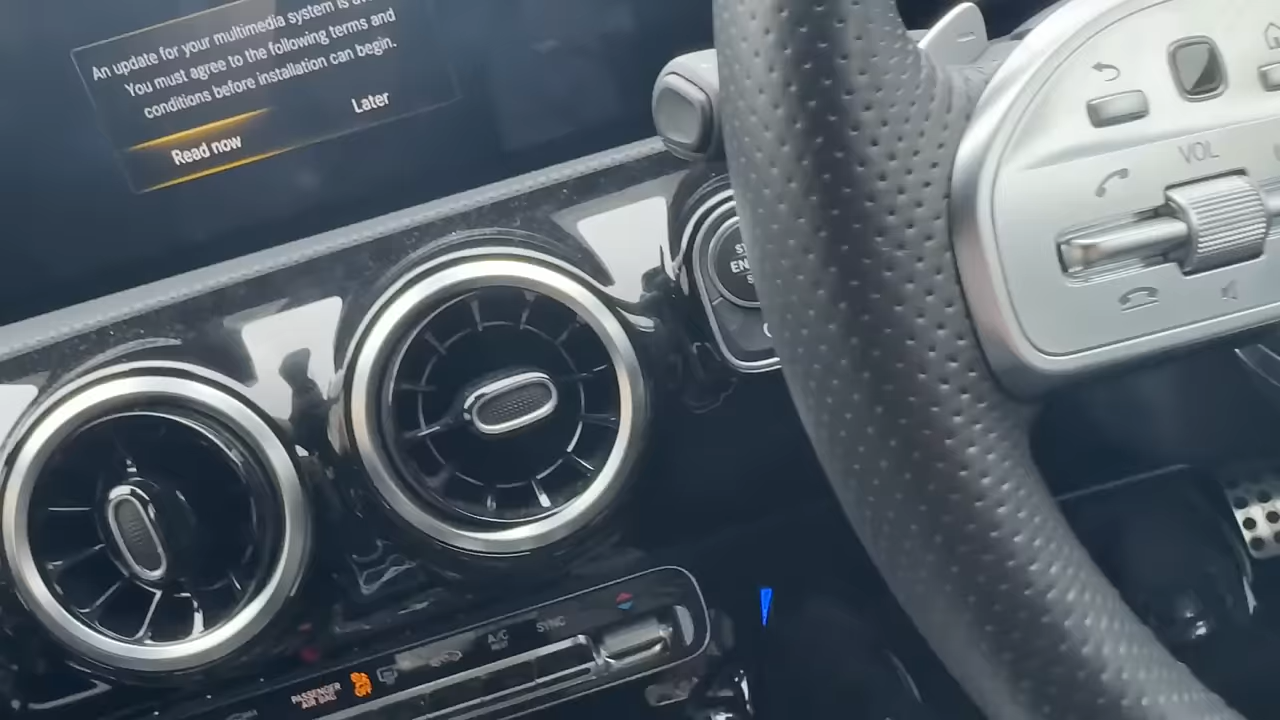 An update for your multimedia system is
You must agree to the following terms and
conditions before installation can begin.
Later
Read now
VOL
A/C
SYNC
PASSENGER
AIR BAG